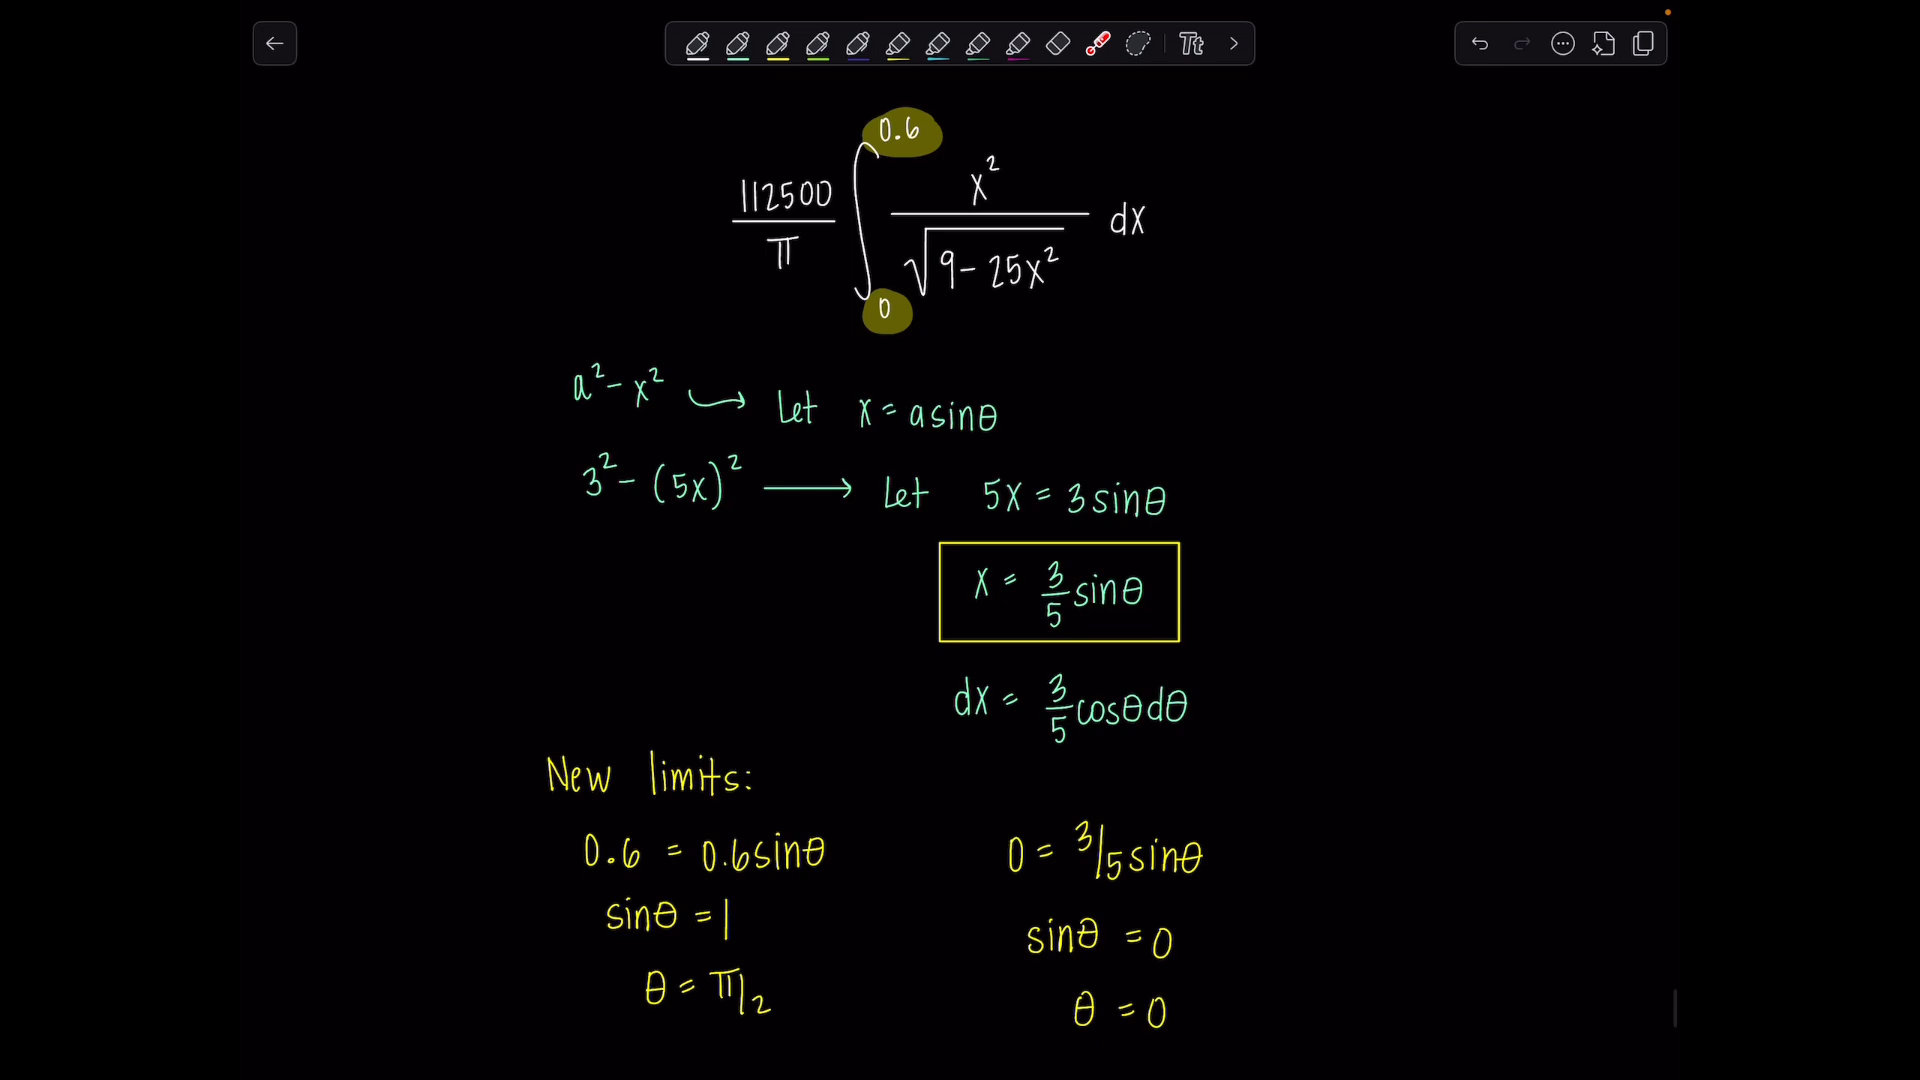 Tt
112500/π ∫₀^0.6 x²/√(9-25x²) dx
a² - x² → Let x = a sinθ
3² - (5x)² → Let 5x = 3 sinθ
x = 3/5 sinθ
dx = 3/5 cosθ dθ
New limits:
0.6 = 0.6 sinθ
sinθ = 1
θ = π/2
0 = 3/5 sinθ
sinθ = 0
θ = 0